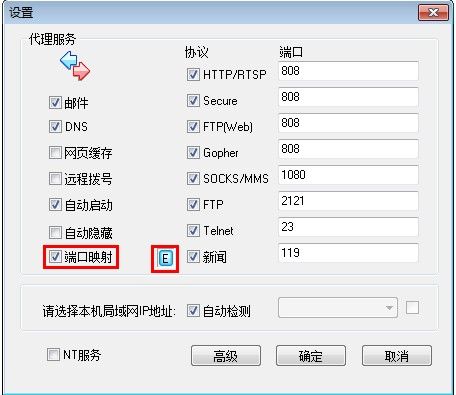 设置
代理服务
协议 端口
HTTP/RTSP 808
邮件 Secure 808
DNS FTP(Web) 808
网页缓存 Gopher 808
远程拨号 SOCKS/MMS 1080
自动启动 FTP 2121
自动隐藏 Telnet 23
端口映射 E 新闻 119
请选择本机局域网IP地址: 自动检测
NT服务 高级 确定 取消